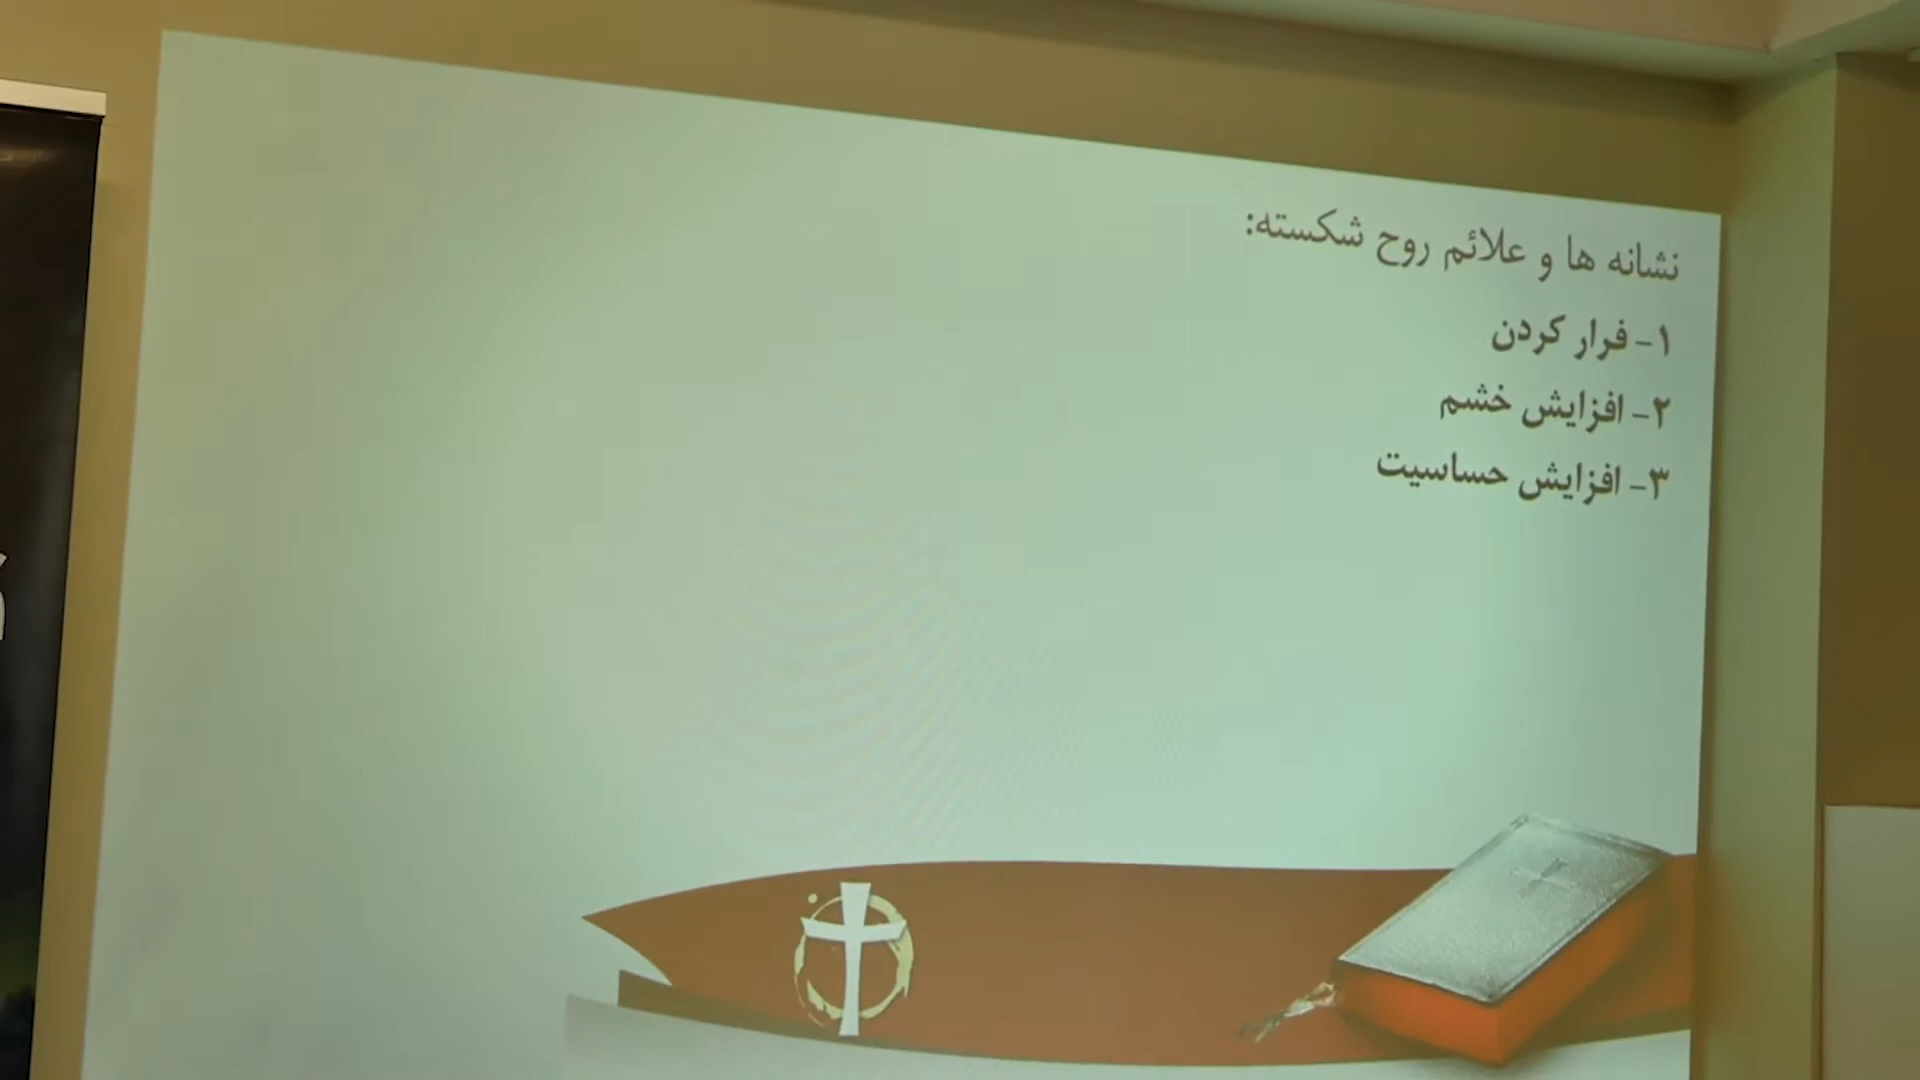 نشانه ها و علائم روح شکسته:
۱- فرار کردن
۲- افزایش خشم
۳- افزایش حساسیت